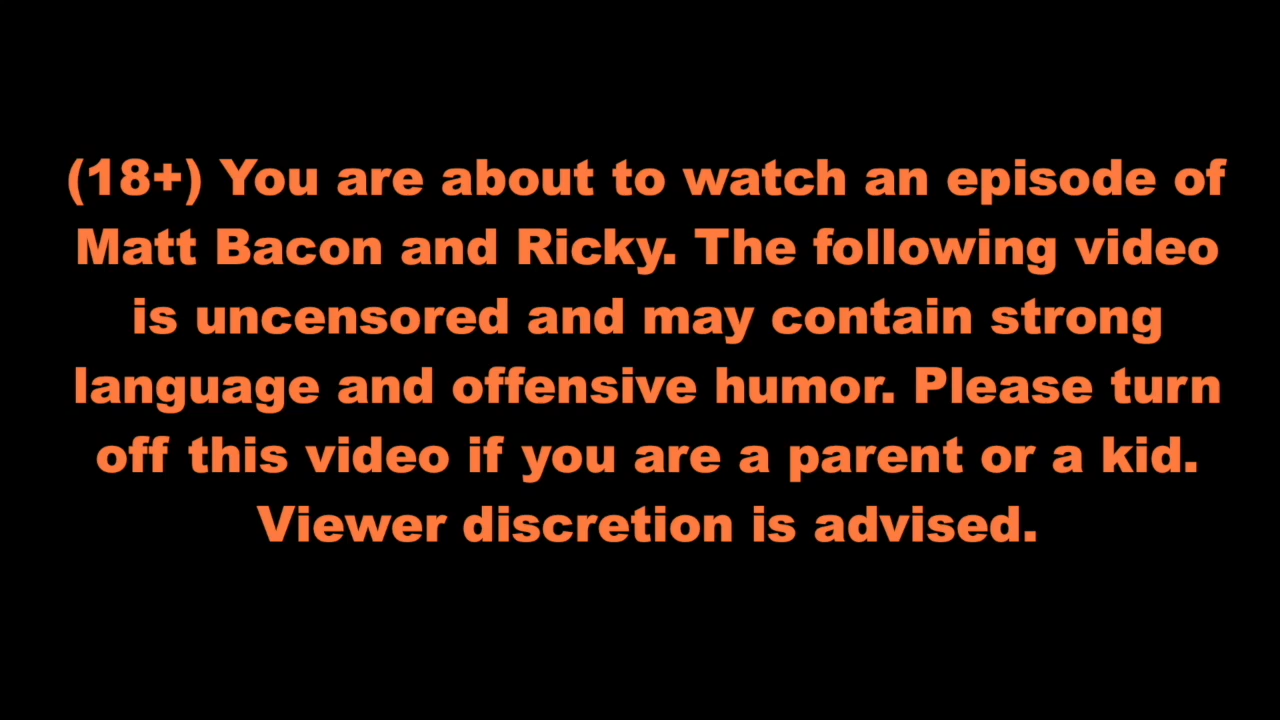 (18+) You are about to watch an episode of
Matt Bacon and Ricky. The following video
is uncensored and may contain strong
language and offensive humor. Please turn
off this video if you are a parent or a kid.
Viewer discretion is advised.